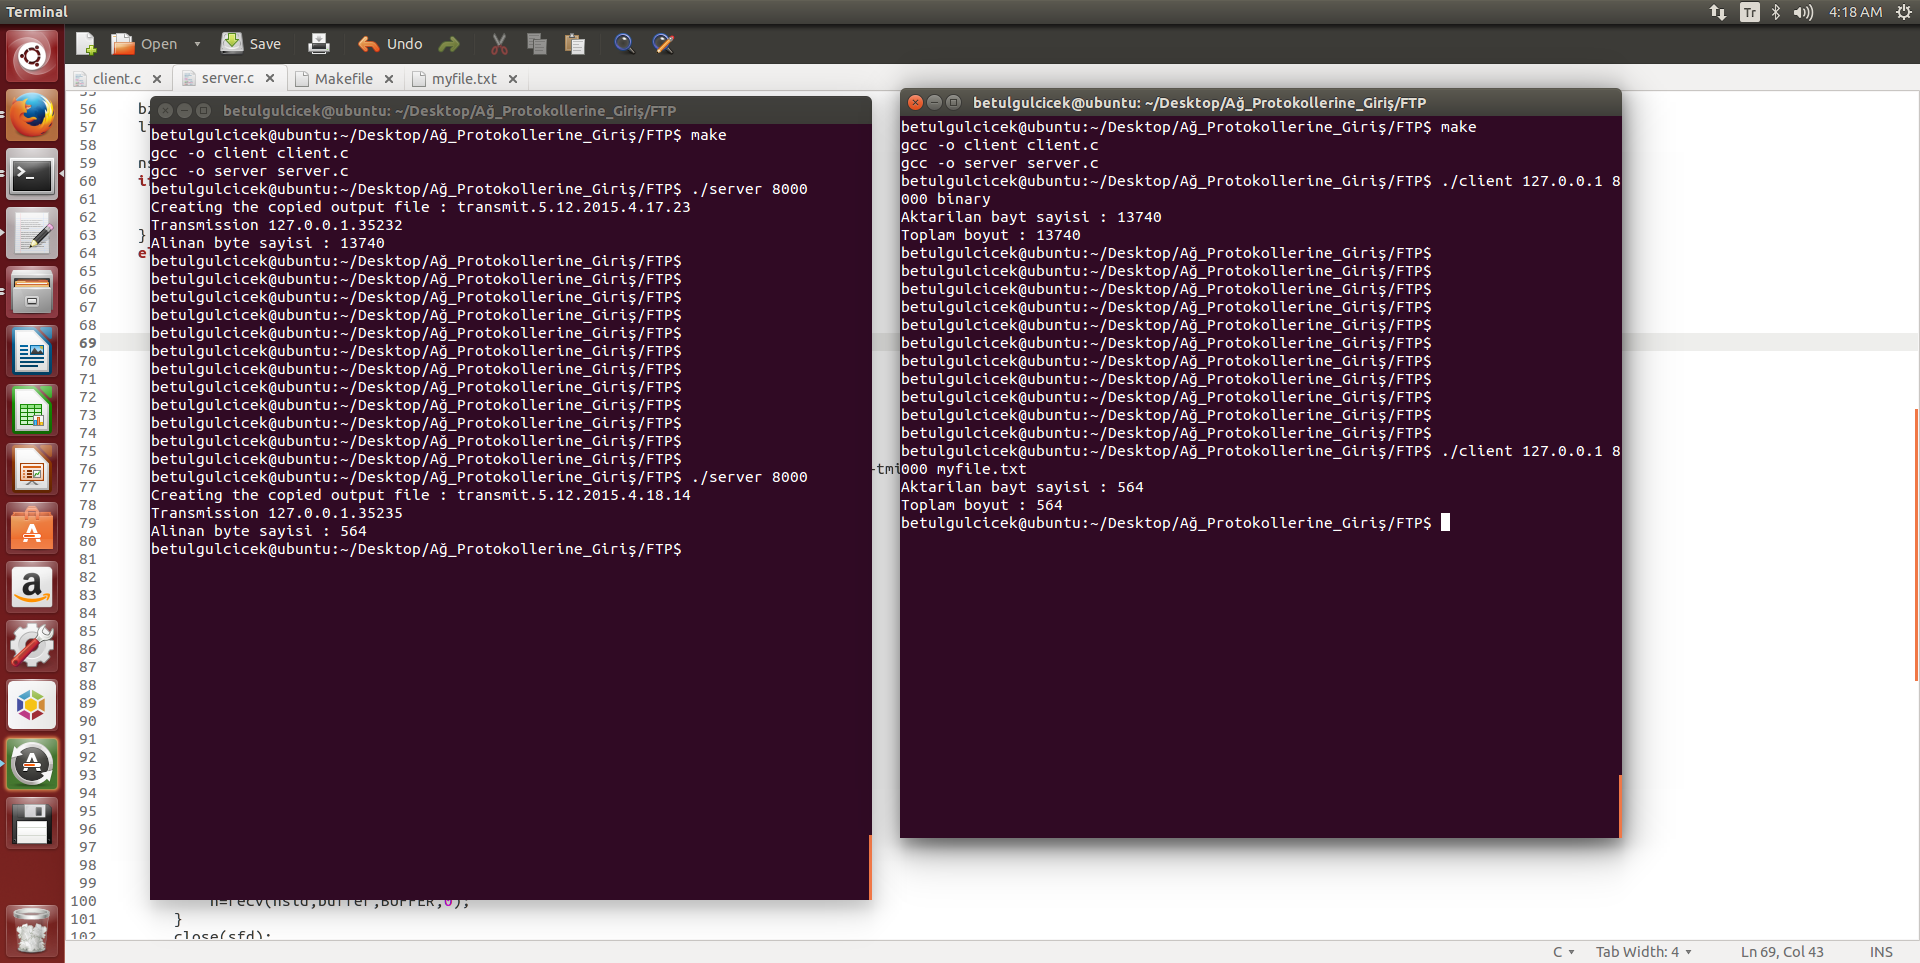 Terminal
Tr
4:18 AM
Open
Save
Undo
client.c
server.c
Makefile
myfile.txt
betulgulcicek@ubuntu: ~/Desktop/Ağ_Protokollerine_Giriş/FTP
betulgulcicek@ubuntu:~/Desktop/Ağ_Protokollerine_Giriş/FTP$ make
gcc -o client client.c
gcc -o server server.c
betulgulcicek@ubuntu:~/Desktop/Ağ_Protokollerine_Giriş/FTP$ ./server 8000
Creating the copied output file : transmit.5.12.2015.4.17.23
Transmission 127.0.0.1.35232
Alinan byte sayisi : 13740
betulgulcicek@ubuntu:~/Desktop/Ağ_Protokollerine_Giriş/FTP$
betulgulcicek@ubuntu:~/Desktop/Ağ_Protokollerine_Giriş/FTP$
betulgulcicek@ubuntu:~/Desktop/Ağ_Protokollerine_Giriş/FTP$
betulgulcicek@ubuntu:~/Desktop/Ağ_Protokollerine_Giriş/FTP$
betulgulcicek@ubuntu:~/Desktop/Ağ_Protokollerine_Giriş/FTP$
betulgulcicek@ubuntu:~/Desktop/Ağ_Protokollerine_Giriş/FTP$
betulgulcicek@ubuntu:~/Desktop/Ağ_Protokollerine_Giriş/FTP$
betulgulcicek@ubuntu:~/Desktop/Ağ_Protokollerine_Giriş/FTP$
betulgulcicek@ubuntu:~/Desktop/Ağ_Protokollerine_Giriş/FTP$
betulgulcicek@ubuntu:~/Desktop/Ağ_Protokollerine_Giriş/FTP$
betulgulcicek@ubuntu:~/Desktop/Ağ_Protokollerine_Giriş/FTP$
betulgulcicek@ubuntu:~/Desktop/Ağ_Protokollerine_Giriş/FTP$
betulgulcicek@ubuntu:~/Desktop/Ağ_Protokollerine_Giriş/FTP$ ./server 8000
Creating the copied output file : transmit.5.12.2015.4.18.14
Transmission 127.0.0.1.35235
Alinan byte sayisi : 564
betulgulcicek@ubuntu:~/Desktop/Ağ_Protokollerine_Giriş/FTP$
betulgulcicek@ubuntu: ~/Desktop/Ağ_Protokollerine_Giriş/FTP
betulgulcicek@ubuntu:~/Desktop/Ağ_Protokollerine_Giriş/FTP$ make
gcc -o client client.c
gcc -o server server.c
betulgulcicek@ubuntu:~/Desktop/Ağ_Protokollerine_Giriş/FTP$ ./client 127.0.0.1 8
000 binary
Aktarilan bayt sayisi : 13740
Toplam boyut : 13740
betulgulcicek@ubuntu:~/Desktop/Ağ_Protokollerine_Giriş/FTP$
betulgulcicek@ubuntu:~/Desktop/Ağ_Protokollerine_Giriş/FTP$
betulgulcicek@ubuntu:~/Desktop/Ağ_Protokollerine_Giriş/FTP$
betulgulcicek@ubuntu:~/Desktop/Ağ_Protokollerine_Giriş/FTP$
betulgulcicek@ubuntu:~/Desktop/Ağ_Protokollerine_Giriş/FTP$
betulgulcicek@ubuntu:~/Desktop/Ağ_Protokollerine_Giriş/FTP$
betulgulcicek@ubuntu:~/Desktop/Ağ_Protokollerine_Giriş/FTP$
betulgulcicek@ubuntu:~/Desktop/Ağ_Protokollerine_Giriş/FTP$
betulgulcicek@ubuntu:~/Desktop/Ağ_Protokollerine_Giriş/FTP$
betulgulcicek@ubuntu:~/Desktop/Ağ_Protokollerine_Giriş/FTP$
betulgulcicek@ubuntu:~/Desktop/Ağ_Protokollerine_Giriş/FTP$
betulgulcicek@ubuntu:~/Desktop/Ağ_Protokollerine_Giriş/FTP$ ./client 127.0.0.1 8
000 myfile.txt
Aktarilan bayt sayisi : 564
Toplam boyut : 564
betulgulcicek@ubuntu:~/Desktop/Ağ_Protokollerine_Giriş/FTP$
56
57
58
59
60
61
62
63 }
64
65
66
67
68
69
70
71
72
73
74
75
76
77
78
79
80
81
82
83
84
85
86
87
88
89
90
91
92
93
94
95
96
97
98
99
100 n=recv(nsfd,buffer,BUFFER,0);
101 }
102 close(sfd);
C
Tab Width: 4
Ln 69, Col 43
INS